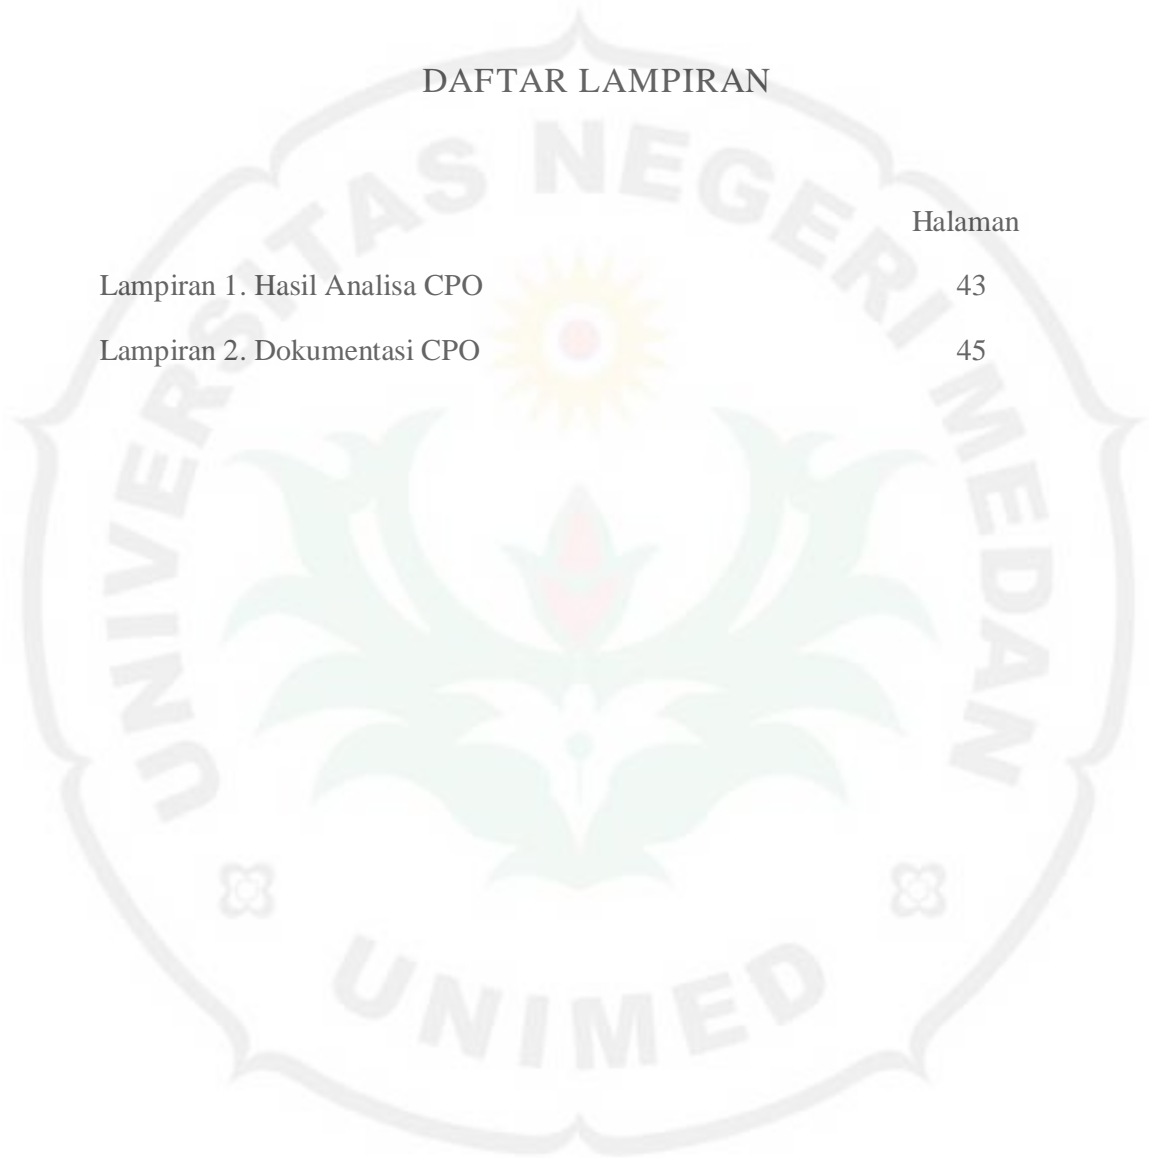 DAFTAR LAMPIRAN
Halaman
Lampiran 1. Hasil Analisa CPO 43
Lampiran 2. Dokumentasi CPO 45
UNIVERSITAS NEGERI MEDAN
UNIMED